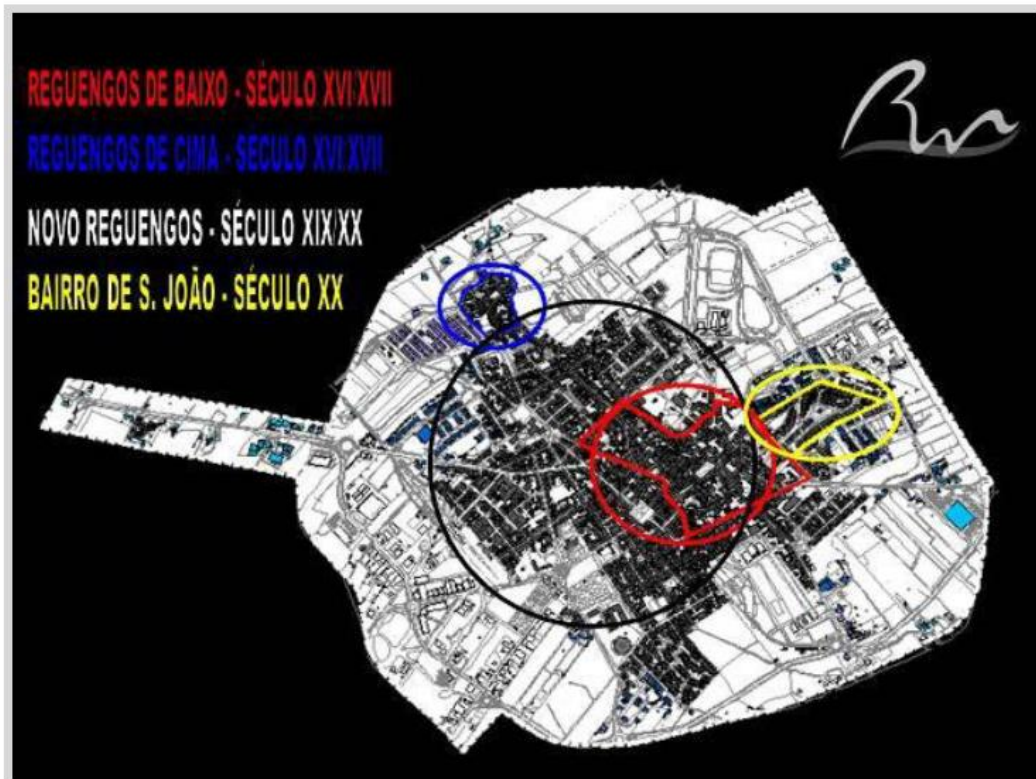 REGUENGOS DE BAIXO - SÉCULO XVI/XVII
REGUENGOS DE CIMA - SECULO XVI/XVII
NOVO REGUENGOS - SÉCULO XIX/XX
BAIRRO DE S. JOÃO - SÉCULO XX